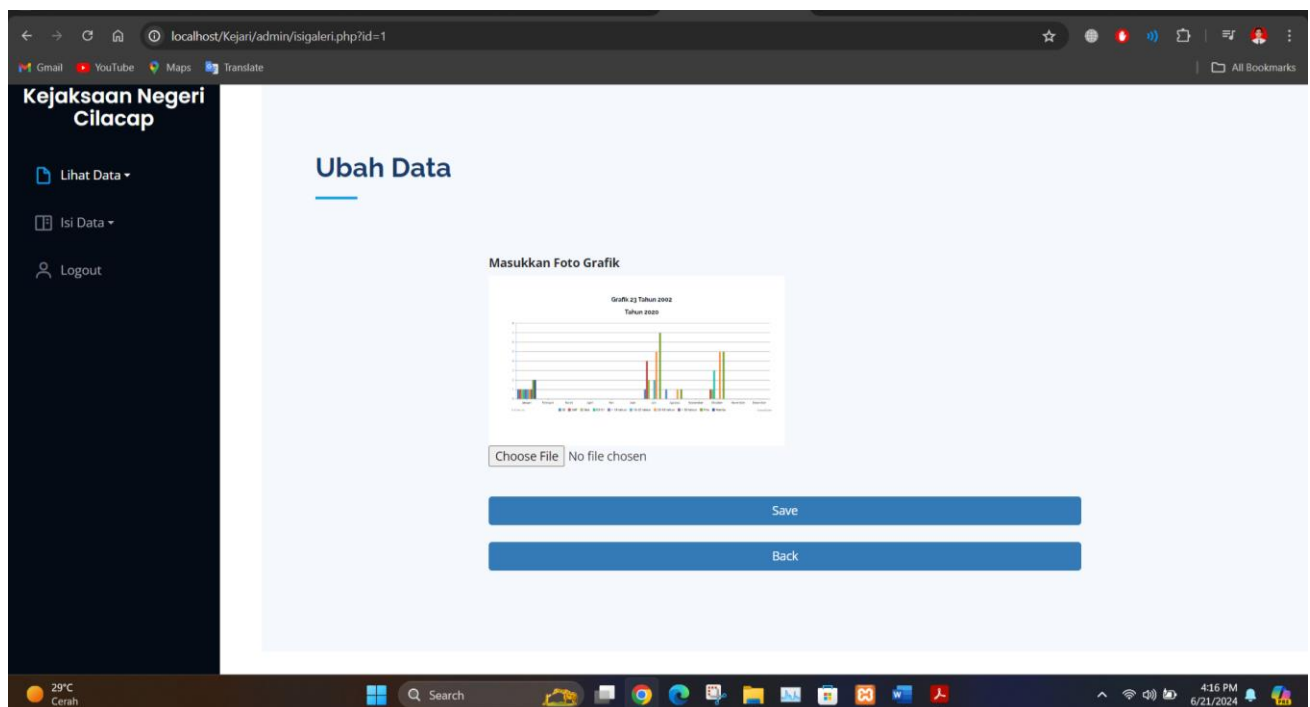 localhost/Kejari/admin/isigaleri.php?id=1
Gmail
YouTube
Maps
Translate
All Bookmarks
Kejaksaan Negeri
Cilacap
Lihat Data
Isi Data
Logout
Ubah Data
Masukkan Foto Grafik
Grafik 23 Tahun 2002
Tahun 2020
Choose File No file chosen
Save
Back
29°C
Cerah
Search
4:16 PM
6/21/2024